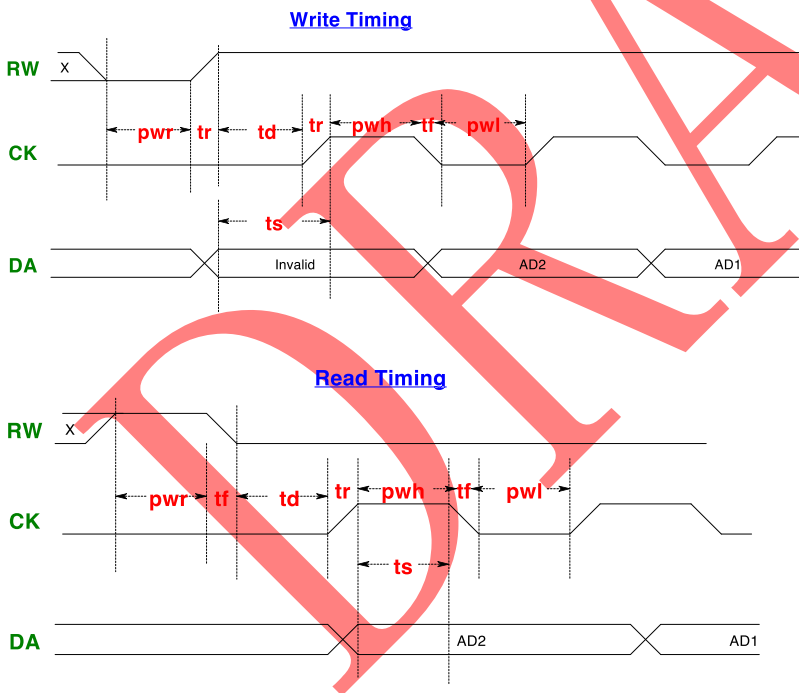 Write Timing
RW X
pwr tr td tr pwh tf pwl
CK
ts
DA Invalid AD2 AD1
Read Timing
RW X
pwr tf td tr pwh tf pwl
CK
ts
DA AD2 AD1
DRA